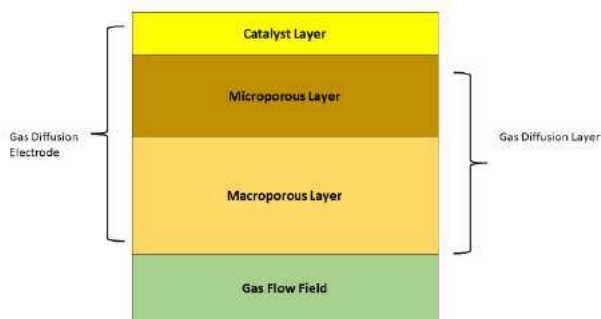 Catalyst Layer
Microporous Layer
Gas Diffusion
Electrode
Gas Diffusion Layer
Macroporous Layer
Gas Flow Field